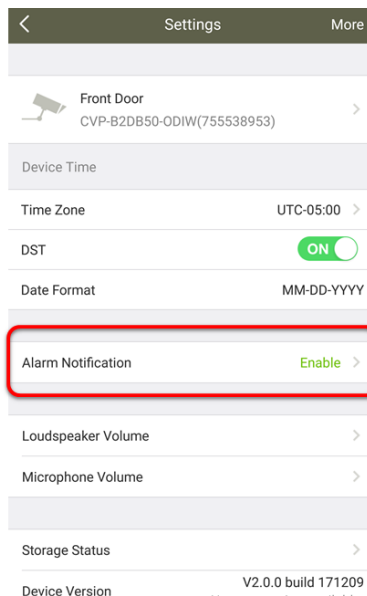 Settings More
Front Door
CVP-B2DB50-ODIW(755538953)
Device Time
Time Zone UTC-05:00
DST ON
Date Format MM-DD-YYYY
Alarm Notification Enable
Loudspeaker Volume
Microphone Volume
Storage Status
V2.0.0 build 171209
Device Version